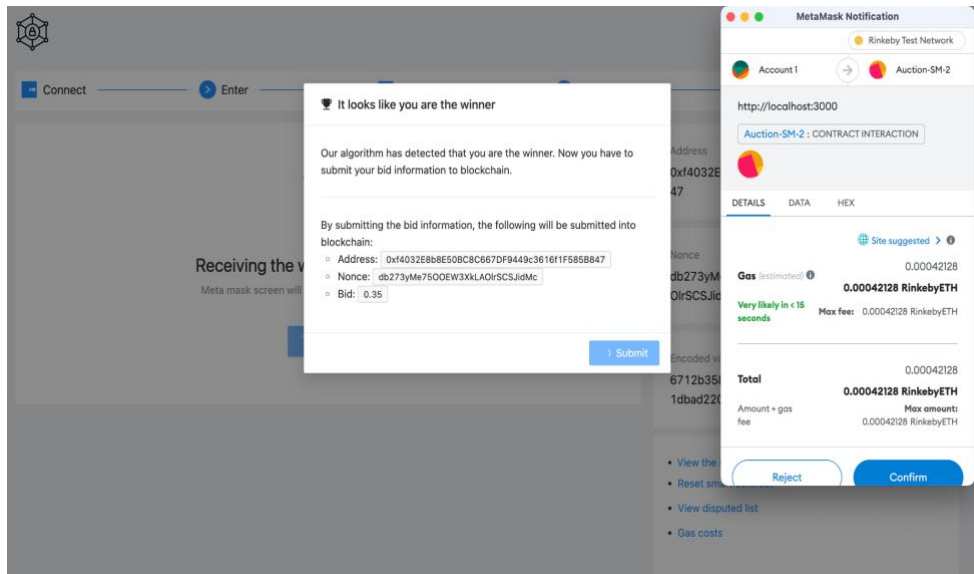 Connect
Enter
Receiving the
Meta mask screen will
It looks like you are the winner
Our algorithm has detected that you are the winner. Now you have to
submit your bid information to blockchain.
By submitting the bid information, the following will be submitted into
blockchain:
Address: 0xf4032E8b8E50BC8C667DF9449c3616f1F585B847
Nonce: db273yMe75OOEW3XkLAOIrSCSJidMc
Bid: 0.35
Submit
Address
0xf4032E
47
Nonce
db273yM
OIrSCSJid
Encoded
6712b35
1dbad220
View the
Reset
View disputed list
Gas costs
MetaMask Notification
Rinkeby Test Network
Account 1
Auction-SM-2
http://localhost:3000
Auction-SM-2 : CONTRACT INTERACTION
DETAILS DATA HEX
Site suggested >
Gas (estimated)
0.00042128
0.00042128 RinkebyETH
Very likely in < 15
seconds
Max fee: 0.00042128 RinkebyETH
Total
0.00042128
0.00042128 RinkebyETH
Amount + gas
fee
Max amount:
0.00042128 RinkebyETH
Reject
Confirm